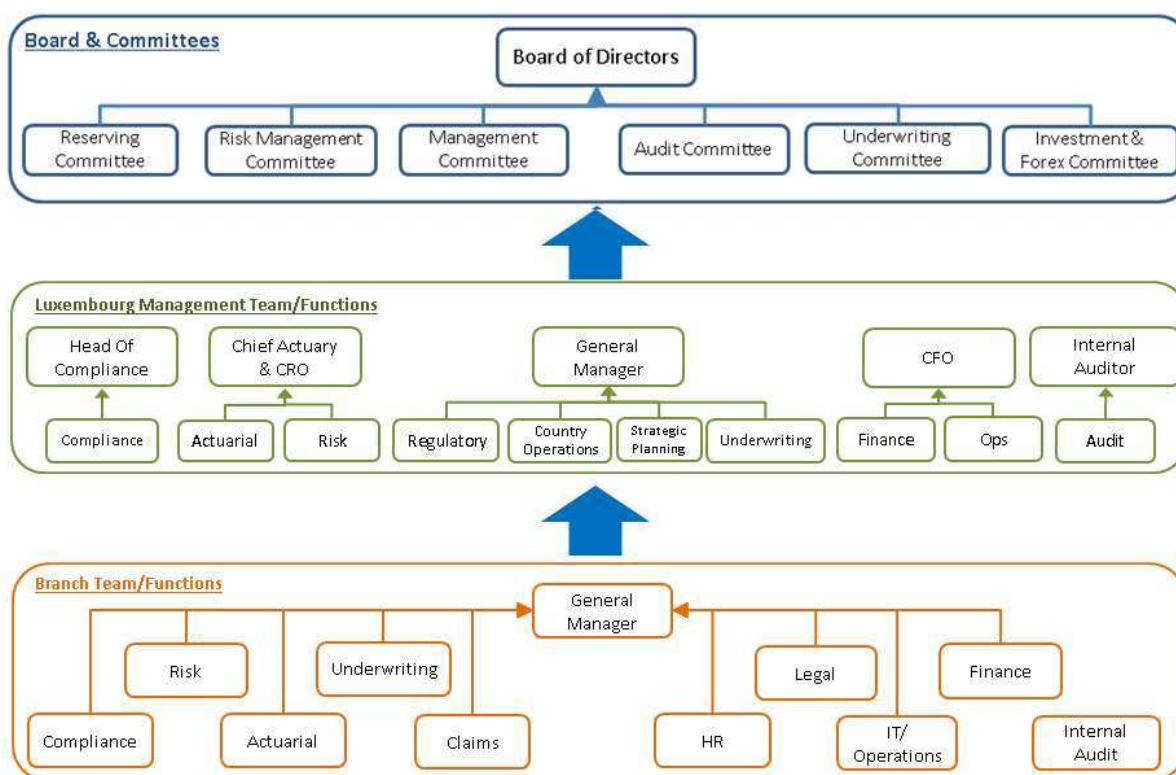 Board & Committees
Board of Directors
Reserving
Committee
Risk Management
Committee
Management
Committee
Audit Committee
Underwriting
Committee
Investment &
Forex Committee
Luxembourg Management Team/Functions
Head Of
Compliance
Chief Actuary
& CRO
General
Manager
CFO
Internal
Auditor
Compliance
Actuarial
Risk
Regulatory
Country
Operations
Strategic
Planning
Underwriting
Finance
Ops
Audit
Branch Team/Functions
General
Manager
Risk
Underwriting
Legal
Finance
Compliance
Actuarial
Claims
HR
IT/
Operations
Internal
Audit